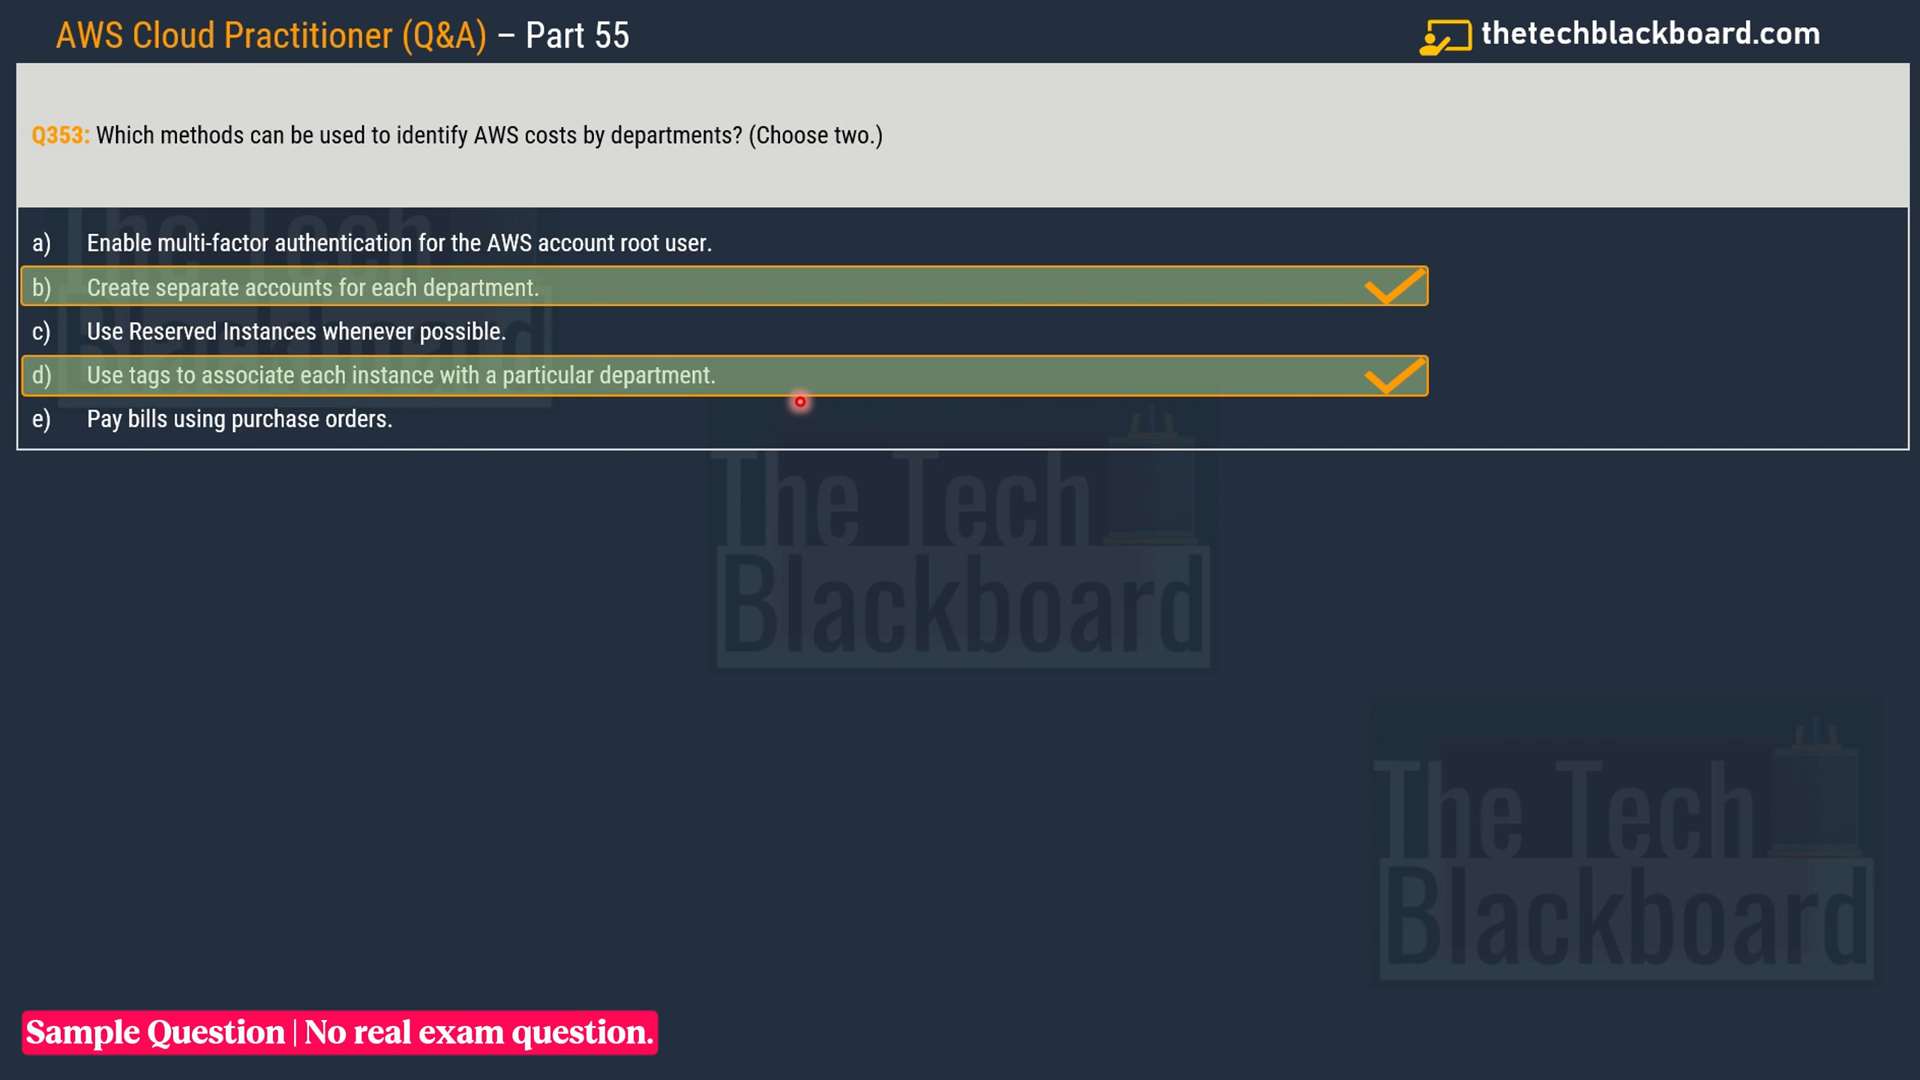 AWS Cloud Practitioner (Q&A) – Part 55
thetechblackboard.com
Q353: Which methods can be used to identify AWS costs by departments? (Choose two.)
a) Enable multi-factor authentication for the AWS account root user.
b) Create separate accounts for each department.
c) Use Reserved Instances whenever possible.
d) Use tags to associate each instance with a particular department.
e) Pay bills using purchase orders.
The Tech
Blackboard
The Tech
Blackboard
The Tech
Blackboard
Sample Question | No real exam question.